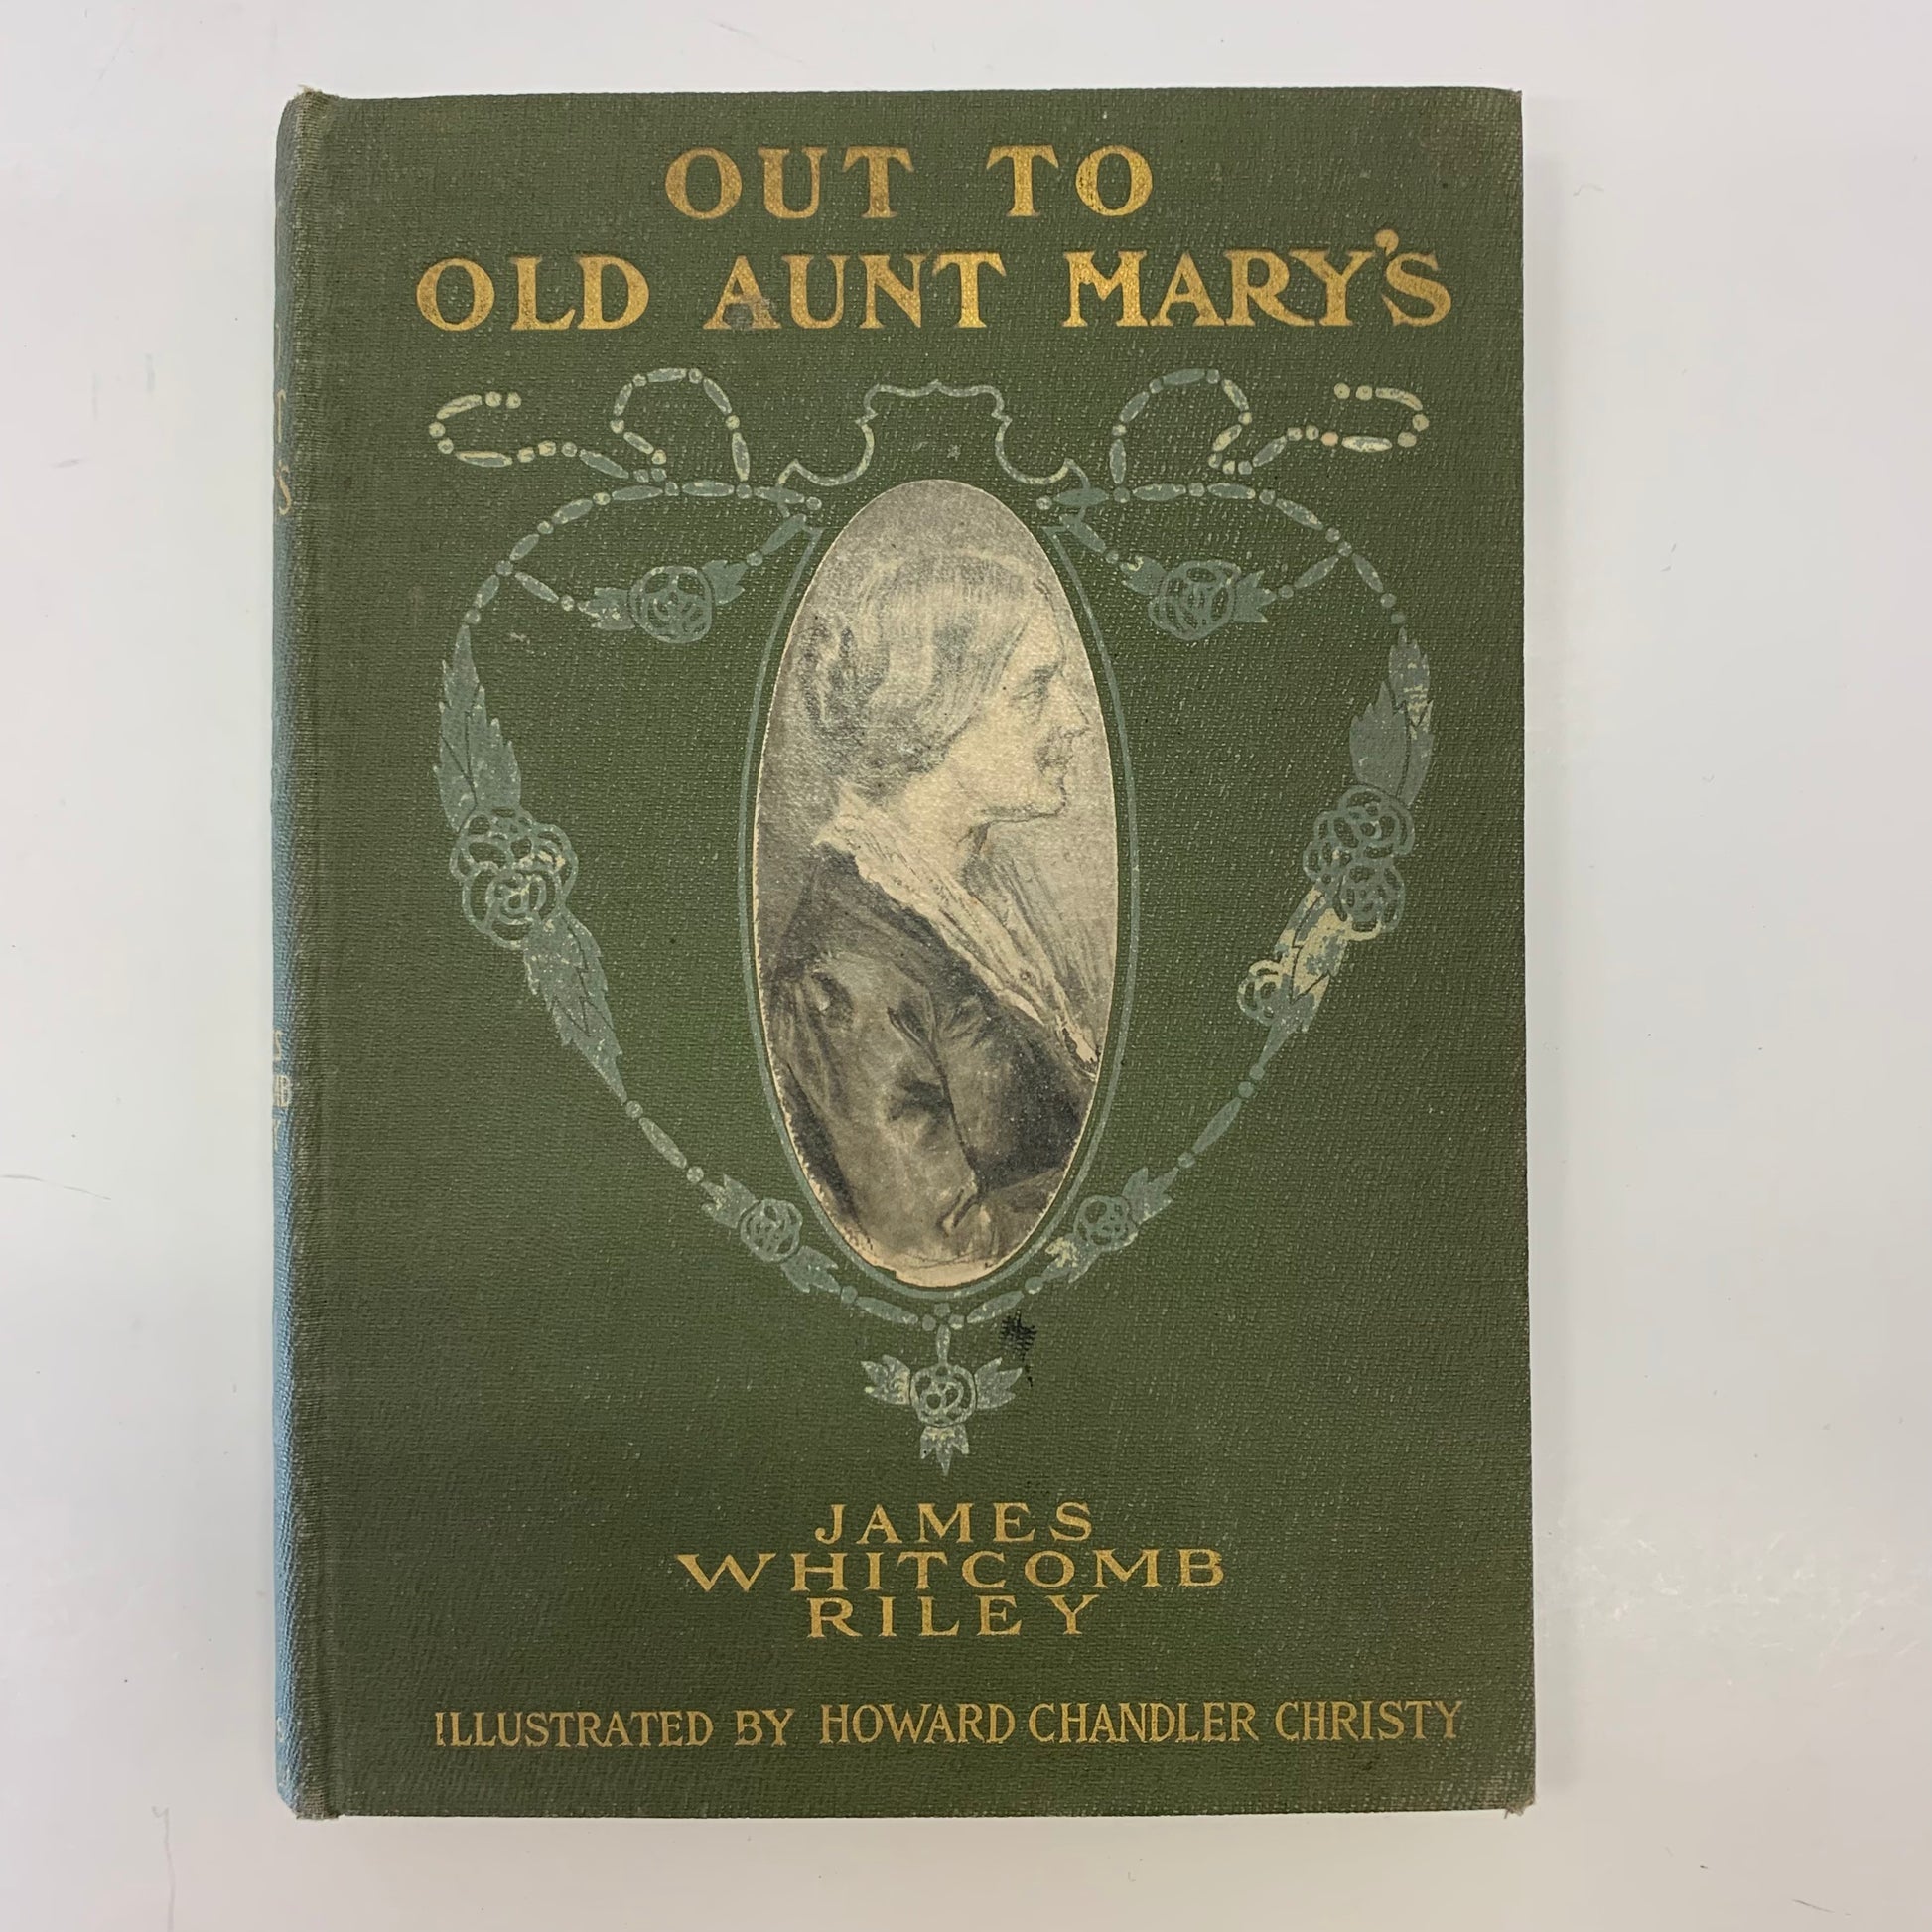 OUT TO
OLD AUNT MARY'S
JAMES
WHITCOMB
RILEY
ILLUSTRATED BY HOWARD CHANDLER CHRISTY